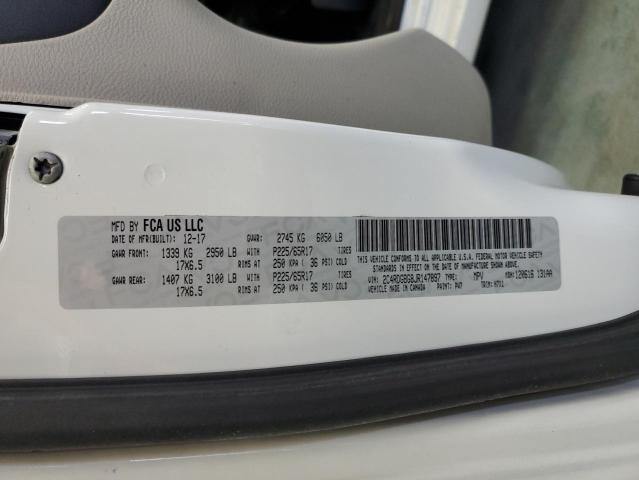 MFD BY FCA US LLC
DATE OF MFR(BUILT): 12-17 GVWR: 2745 KG 6050 LB
GAWR FRONT: 1339 KG 2950 LB WITH P225/65R17 TIRES
17X6.5 RIMS AT 250 KPA ( 36 PSI) COLD
GAWR REAR: 1407 KG 3100 LB WITH P225/65R17 TIRES
17X6.5 RIMS AT 250 KPA ( 36 PSI) COLD
THIS VEHICLE CONFORMS TO ALL APPLICABLE U.S.A. FEDERAL MOTOR VEHICLE SAFETY
STANDARDS IN EFFECT ON THE DATE OF MANUFACTURE SHOWN ABOVE.
VIN: 2C4RDGBG8JR147897 TYPE: MPV MDH: 120616 131AA
VEHICLE MADE IN CANADA PAINT: PW7 TRIM: